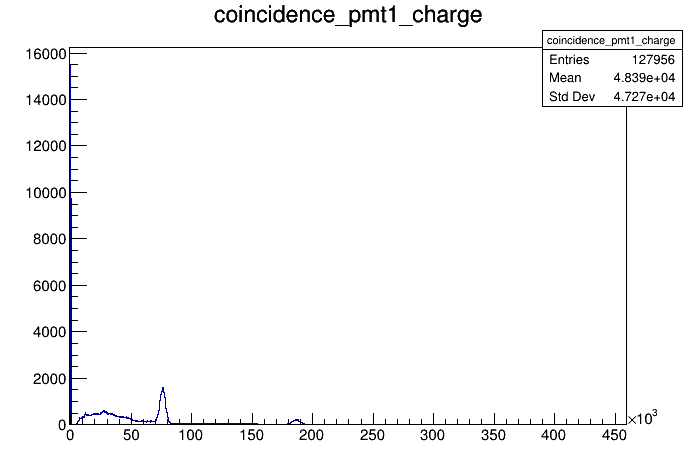 coincidence_pmt1_charge
coincidence_pmt1_charge
Entries 127956
Mean 4.839e+04
Std Dev 4.727e+04
16000
14000
12000
10000
8000
6000
4000
2000
0
0 50 100 150 200 250 300 350 400 450
×10³